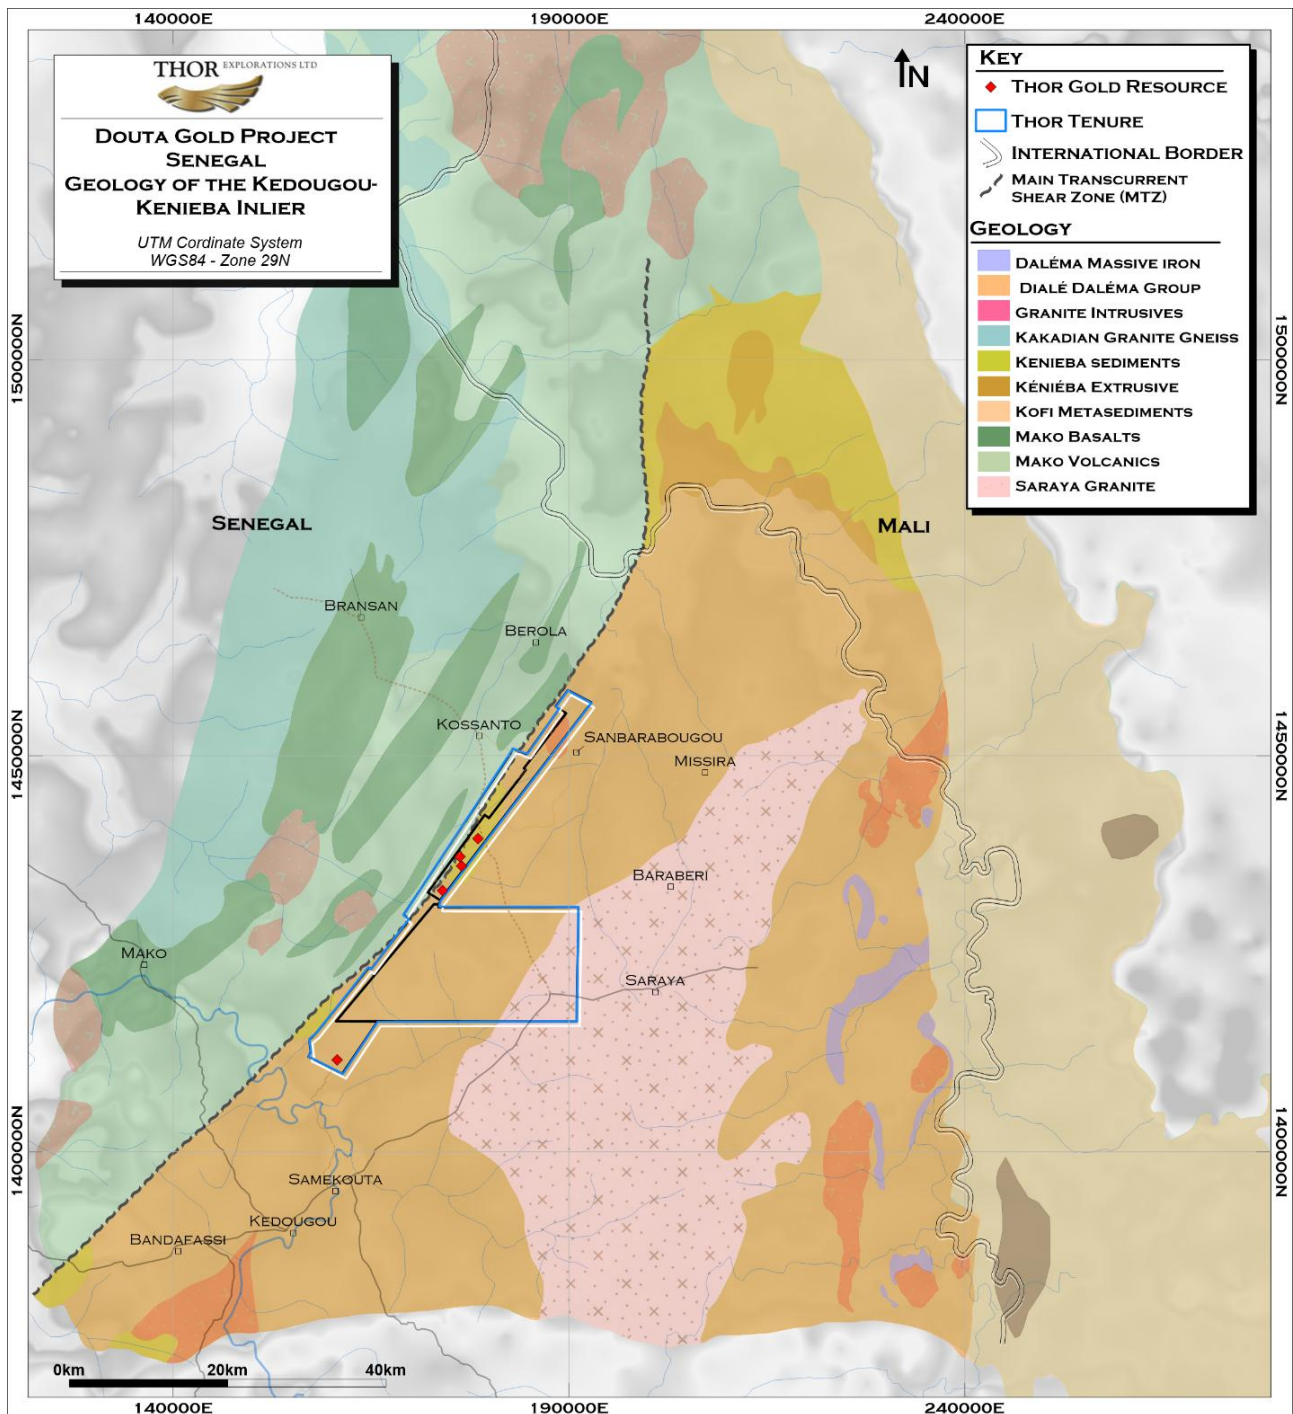 140000E
190000E
240000E
THOR EXPLORATIONS LTD
DOUTA GOLD PROJECT
SENEGAL
GEOLOGY OF THE KEDOUGOU-
KENIEBA INLIER
UTM Cordinate System
WGS84 - Zone 29N
N
KEY
THOR GOLD RESOURCE
THOR TENURE
INTERNATIONAL BORDER
MAIN TRANSCURRENT
SHEAR ZONE (MTZ)
GEOLOGY
DALÉMA MASSIVE IRON
DIALÉ DALÉMA GROUP
GRANITE INTRUSIVES
KAKADIAN GRANITE GNEISS
KENIEBA SEDIMENTS
KÉNIÉBA EXTRUSIVE
KOFI METASEDIMENTS
MAKO BASALTS
MAKO VOLCANICS
SARAYA GRANITE
1500000N
1500000N
SENEGAL
MALI
BRANSAN
BEROLA
KOSSANTO
SANBARABOUGOU
MISSIRA
1450000N
1450000N
BARABERI
MAKO
SARAYA
1400000N
1400000N
SAMEKOUTA
KEDOUGOU
BANDAFASSI
0km
20km
40km
140000E
190000E
240000E